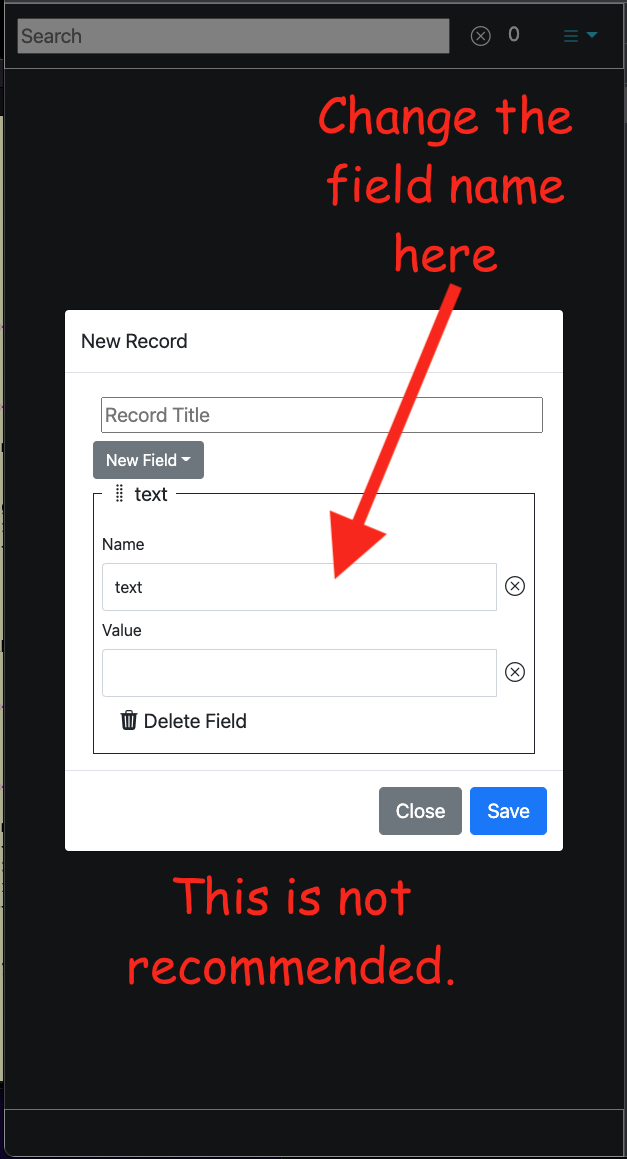 Search
0
Change the
field name
here
New Record
Record Title
New Field
text
Name
text
Value
Delete Field
Close
Save
This is not
recommended.